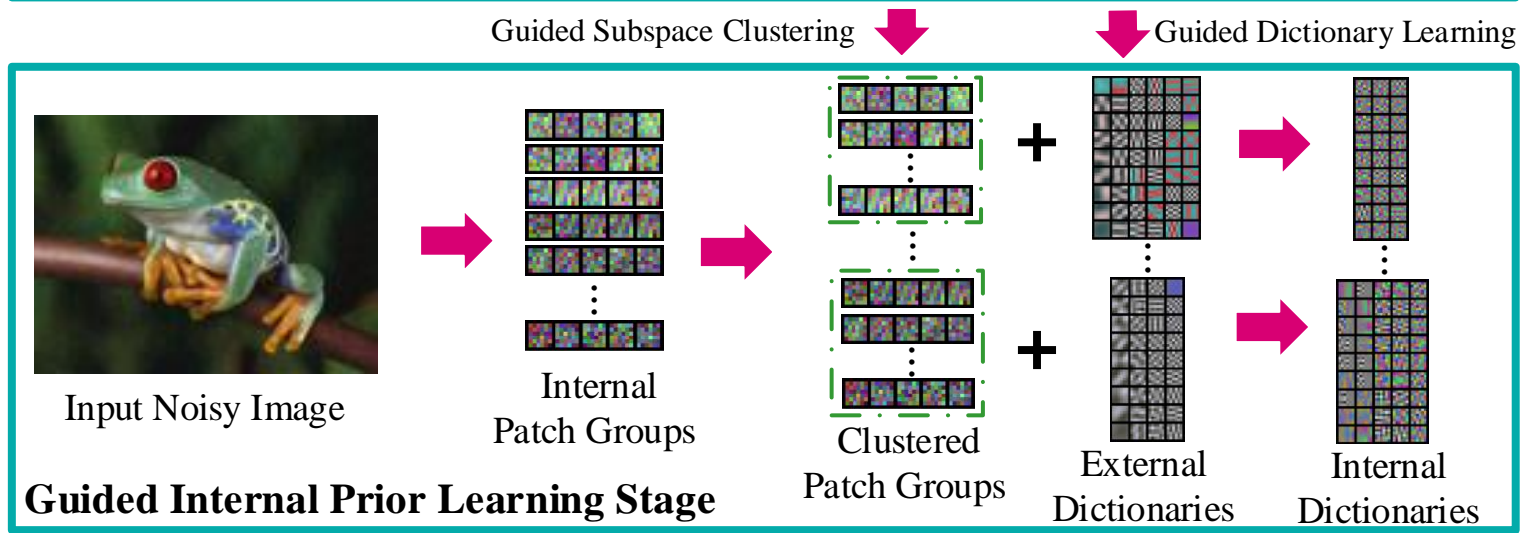 Guided Subspace Clustering
Guided Dictionary Learning
Input Noisy Image
Internal
Patch Groups
Clustered
Patch Groups
External
Dictionaries
Internal
Dictionaries
Guided Internal Prior Learning Stage